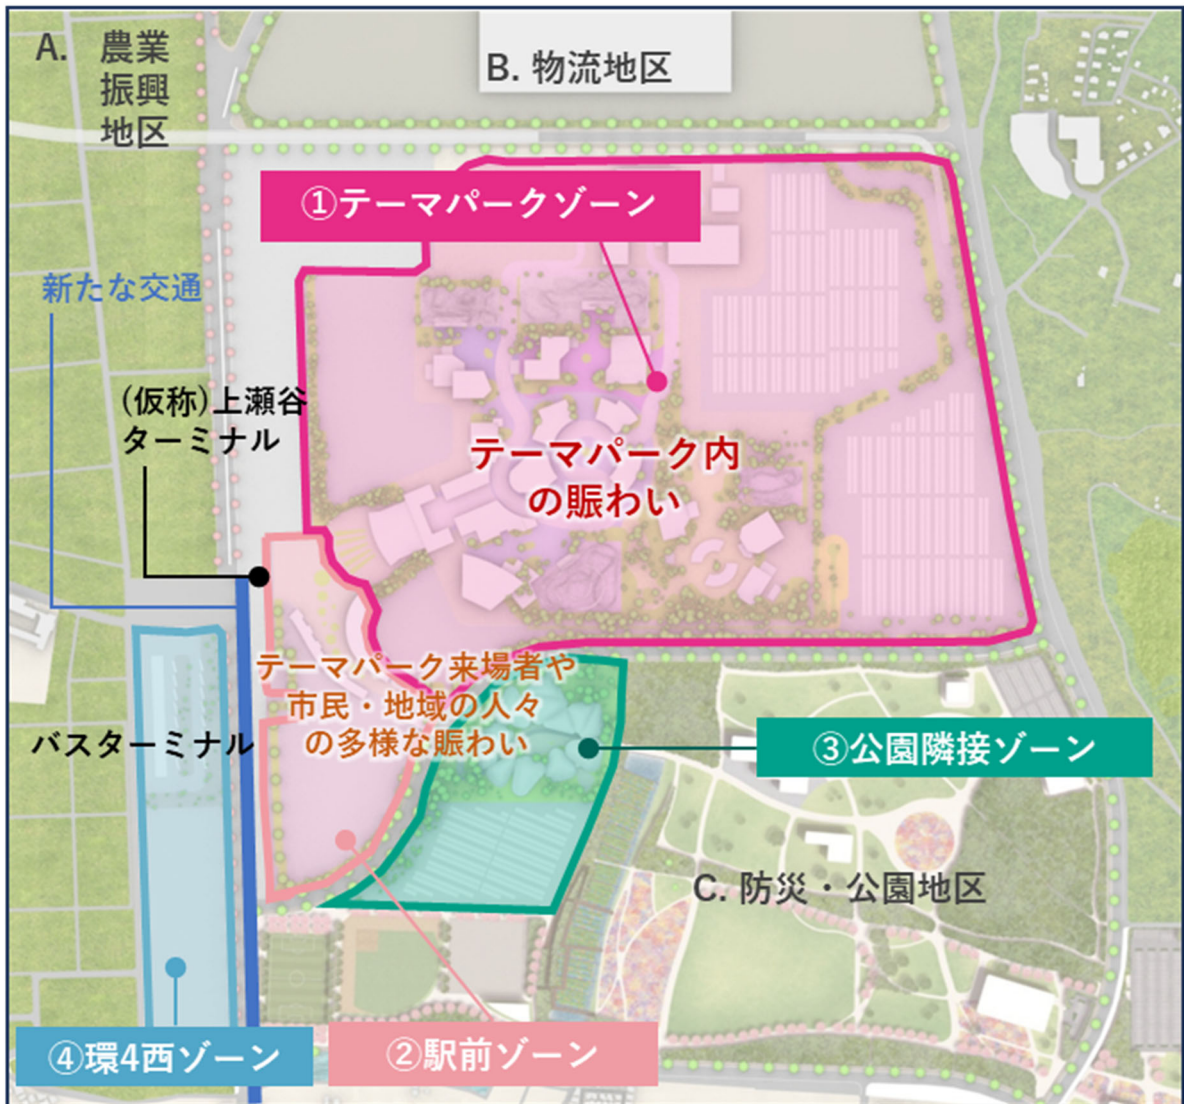 A. 農業
振興
地区
B. 物流地区
①テーマパークゾーン
新たな交通
(仮称)上瀬谷
ターミナル
テーマパーク内
の賑わい
テーマパーク来場者や
市民・地域の人々
の多様な賑わい
バスターミナル
③公園隣接ゾーン
C. 防災・公園地区
④環4西ゾーン
②駅前ゾーン